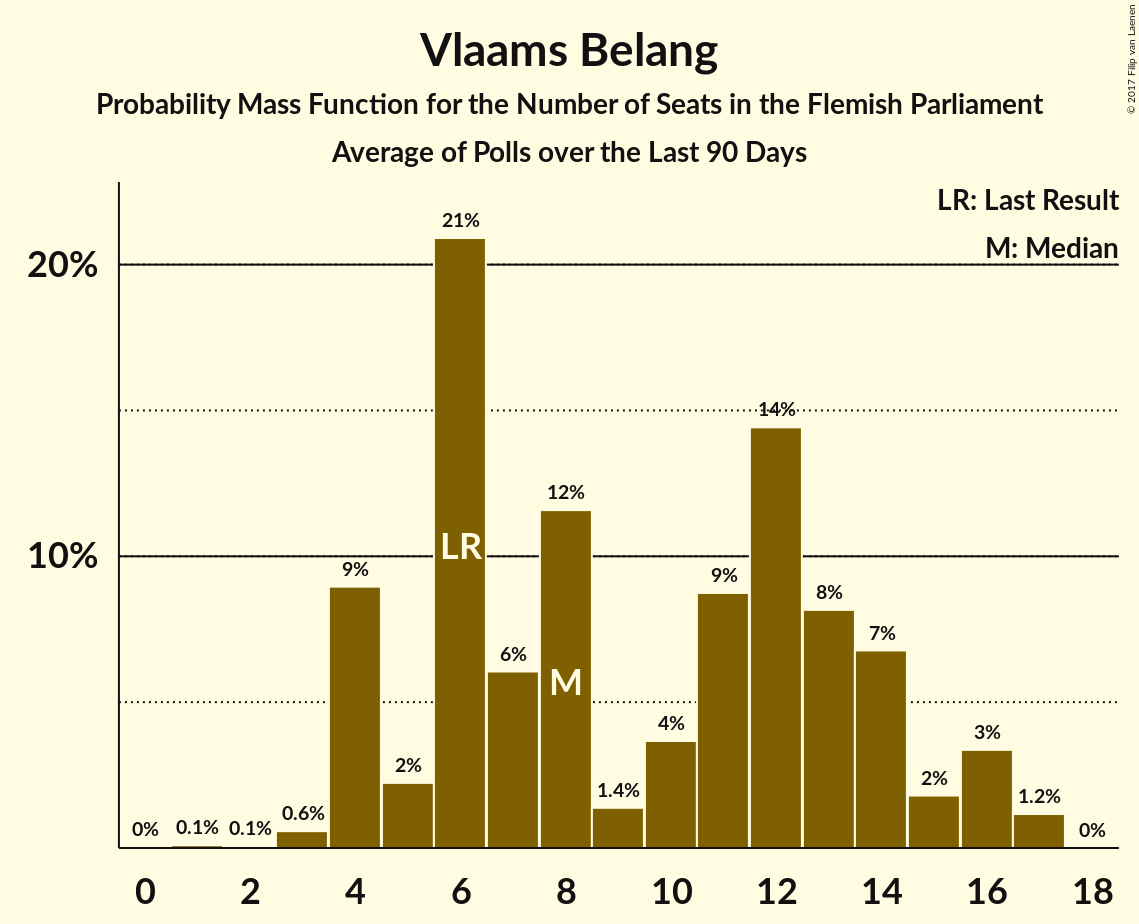 Vlaams Belang
Probability Mass Function for the Number of Seats in the Flemish Parliament
Average of Polls over the Last 90 Days
© 2017 Filip van Laenen
LR: Last Result
M: Median
20%
10%
0%
0.1%
0.1%
0.6%
9%
2%
21%
6%
12%
1.4%
4%
9%
14%
8%
7%
2%
3%
1.2%
0%
LR
M
0 2 4 6 8 10 12 14 16 18